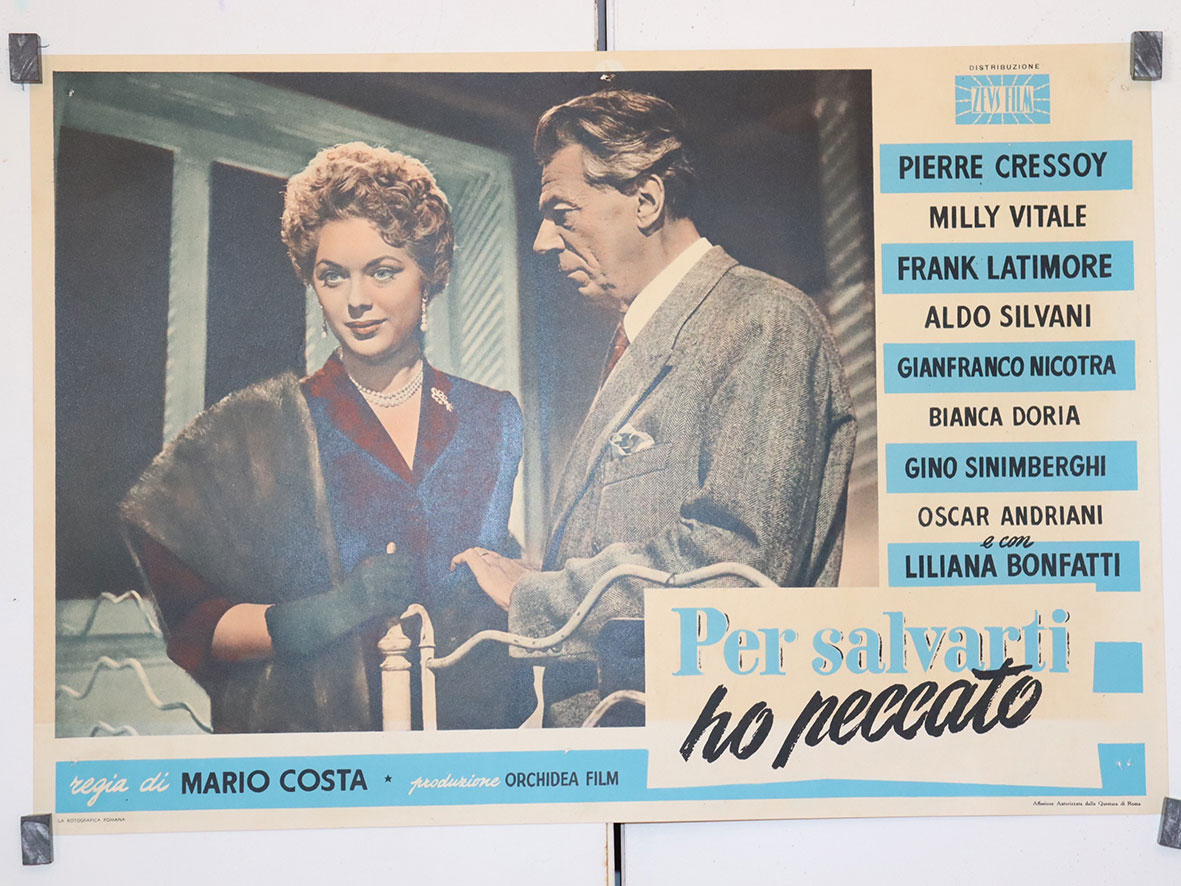 DISTRIBUZIONE
ZEUS FILM
PIERRE CRESSOY
MILLY VITALE
FRANK LATIMORE
ALDO SILVANI
GIANFRANCO NICOTRA
BIANCA DORIA
GINO SINIMBERGHI
OSCAR ANDRIANI
e con
LILIANA BONFATTI
Per salvarti
ho peccato
regia di MARIO COSTA ★ produzione ORCHIDEA FILM
LA ROTOGRAFICA ROMANA
Affissione Autorizzata dalla Questura di Roma